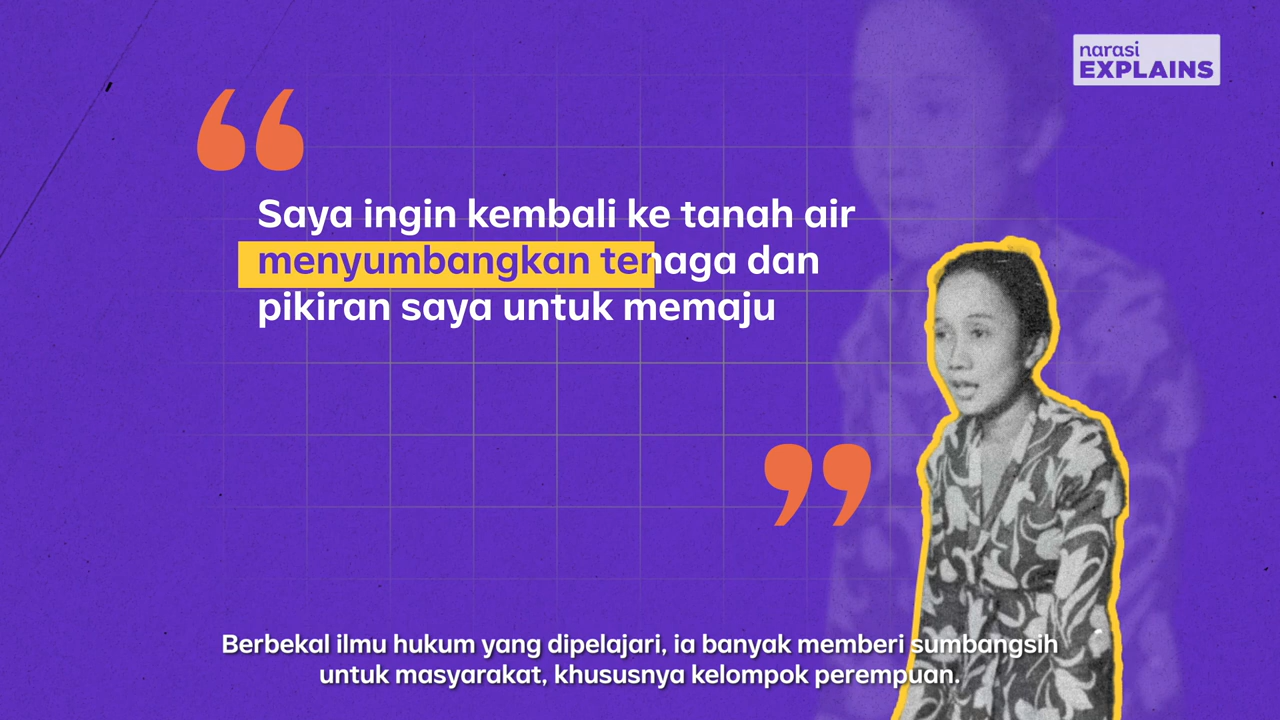 narasi
EXPLAINS
“
Saya ingin kembali ke tanah air
menyumbangkan tenaga dan
pikiran saya untuk memaju
”
Berbekal ilmu hukum yang dipelajari, ia banyak memberi sumbangsih
untuk masyarakat, khususnya kelompok perempuan.